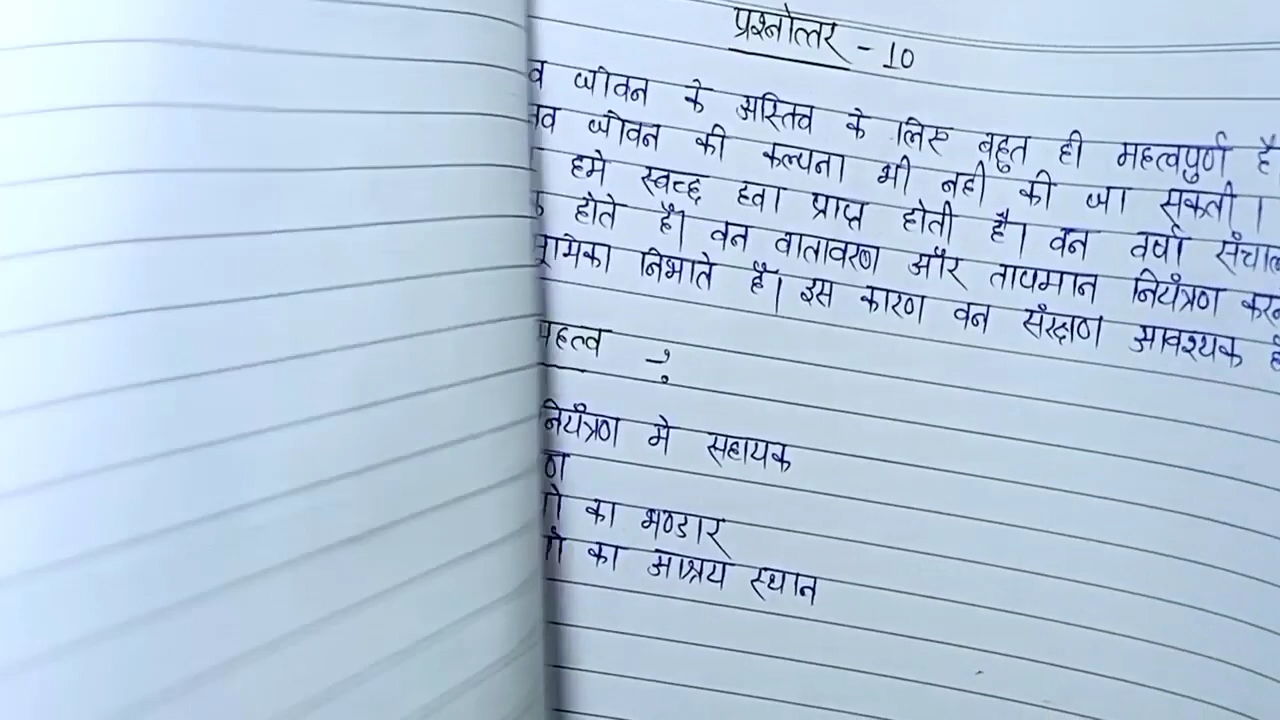 प्रश्नोत्तर - 10
व जीवन के अस्तित्व के लिए बहुत ही महत्वपुर्ण है
नव जीवन की कल्पना भी नही की जा सकती।
हमे स्वच्छ हवा प्राप्त होती है। वन वर्षा संचाल
होते हैं। वन वातावरण और तापमान नियंत्रण कर
भूमिका निभाते हैं। इस कारण वन संरक्षण आवश्यक है
महत्व -:
नियंत्रण मे सहायक
ण
का भण्डार
का आश्रय स्थान